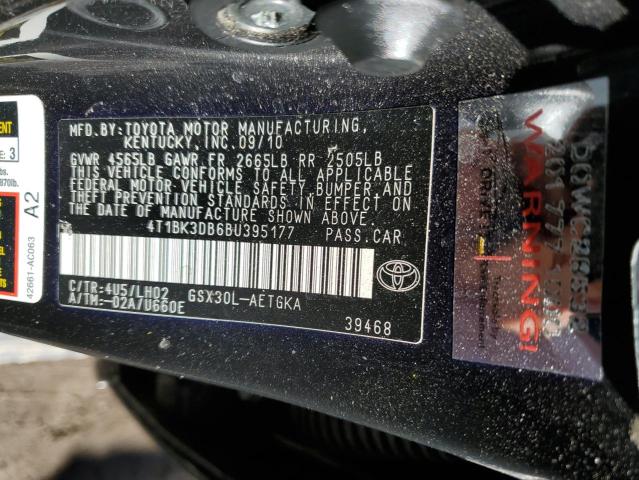 MFD. BY: TOYOTA MOTOR MANUFACTURING,
KENTUCKY, INC. 09/10
GVWR 4565LB GAWR FR 2665LB RR 2505LB
THIS VEHICLE CONFORMS TO ALL APPLICABLE
FEDERAL MOTOR VEHICLE SAFETY, BUMPER, AND
THEFT PREVENTION STANDARDS IN EFFECT ON
THE DATE OF MANUFACTURE SHOWN ABOVE.
4T1BK3DB6BU395177 PASS.CAR
C/TR: 4U5/LH02 GSX30L-AETGKA
A/TM: -02A/U660E
39468
3
870lb.
A2
42661-AC063
WARNING!